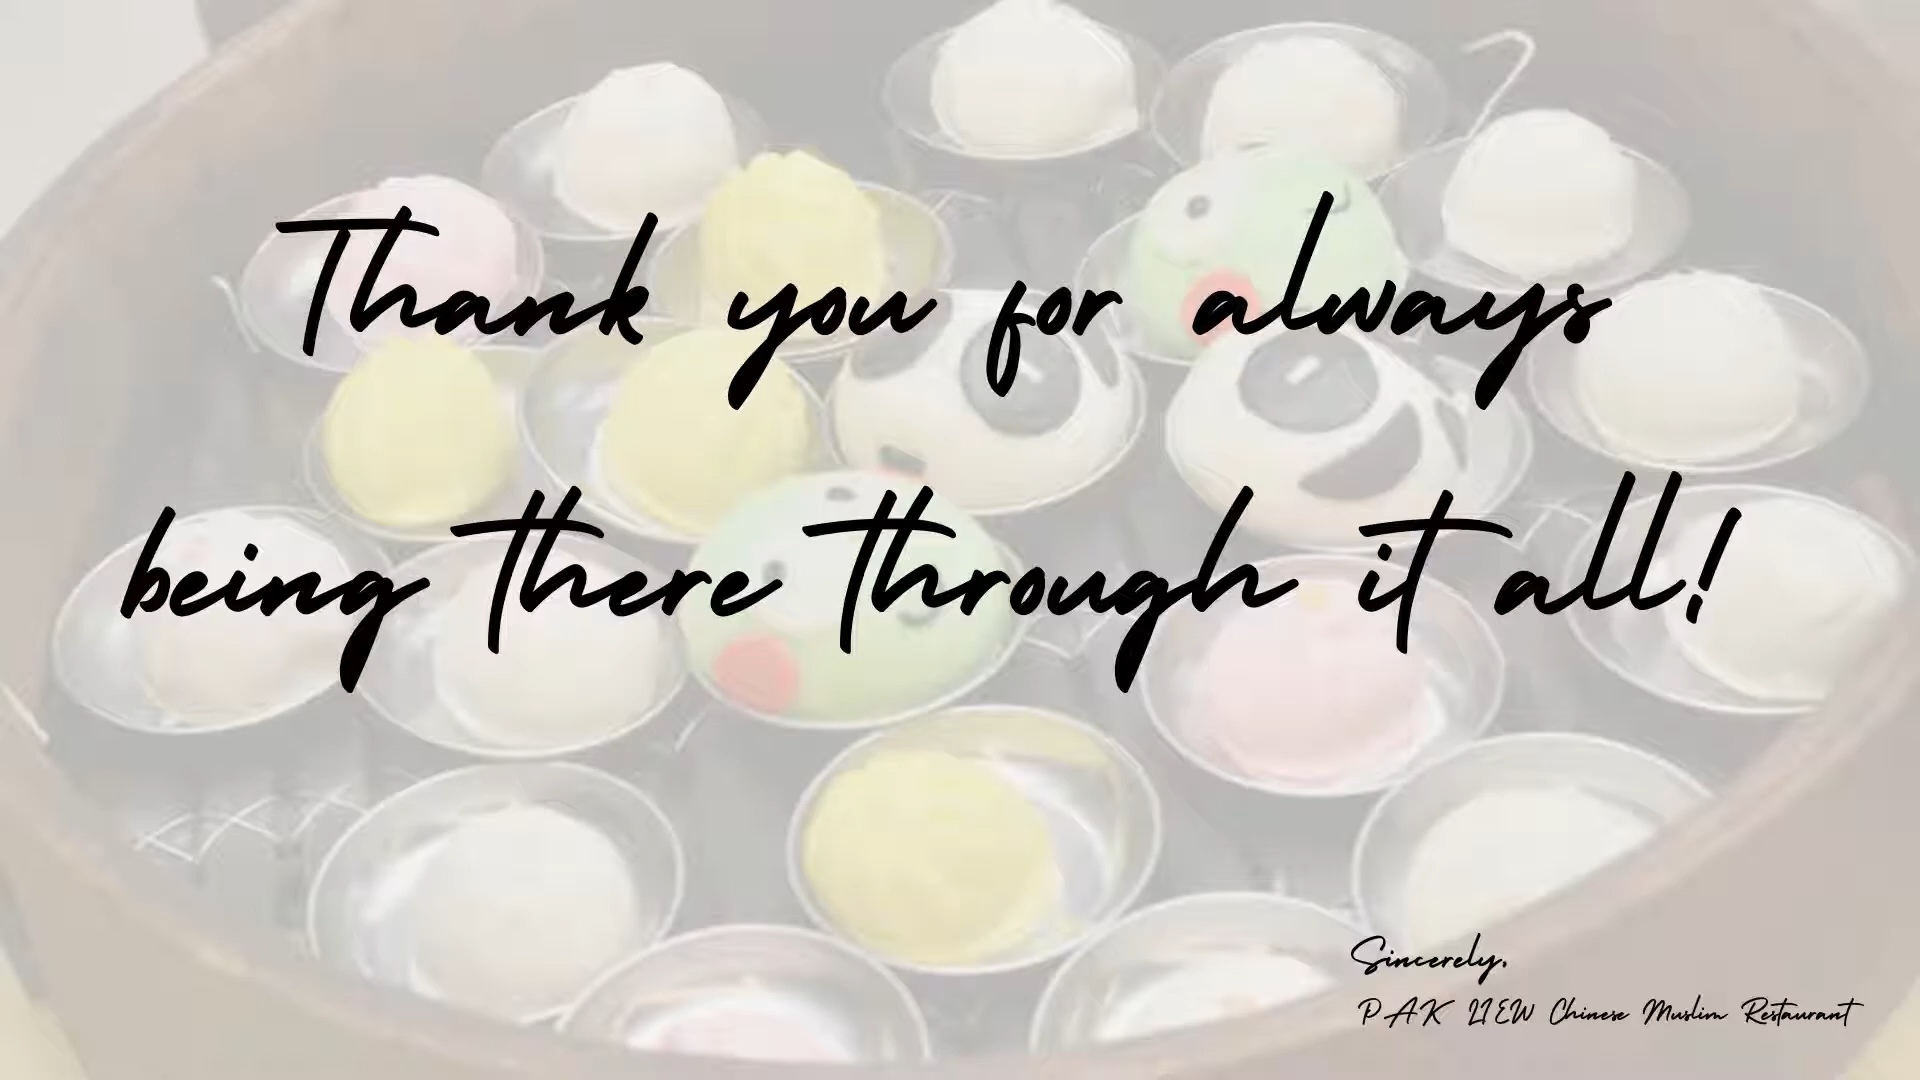 Thank you for always
being there through it all!
Sincerely,
PAK LIEW Chinese Muslim Restaurant